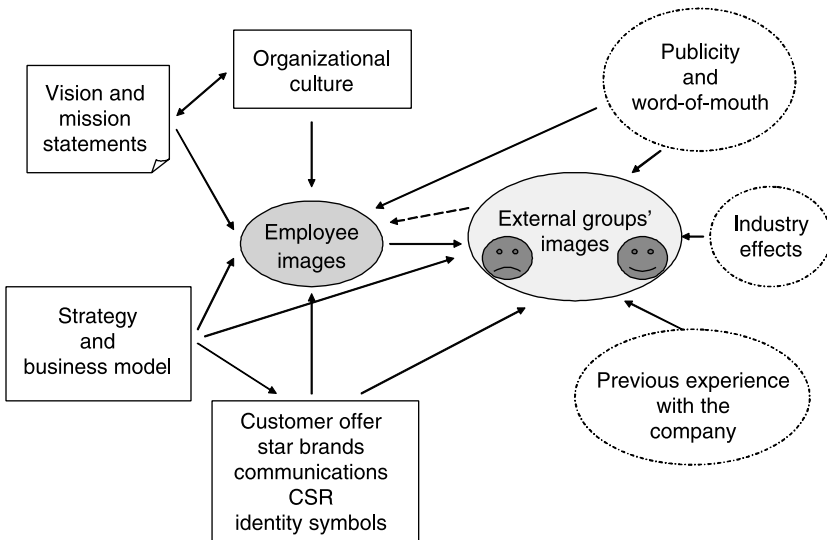 Organizational
culture
Publicity
and
word-of-mouth
Vision and
mission
statements
Employee
images
External groups'
images
Industry
effects
Strategy
and
business model
Previous experience
with the
company
Customer offer
star brands
communications
CSR
identity symbols